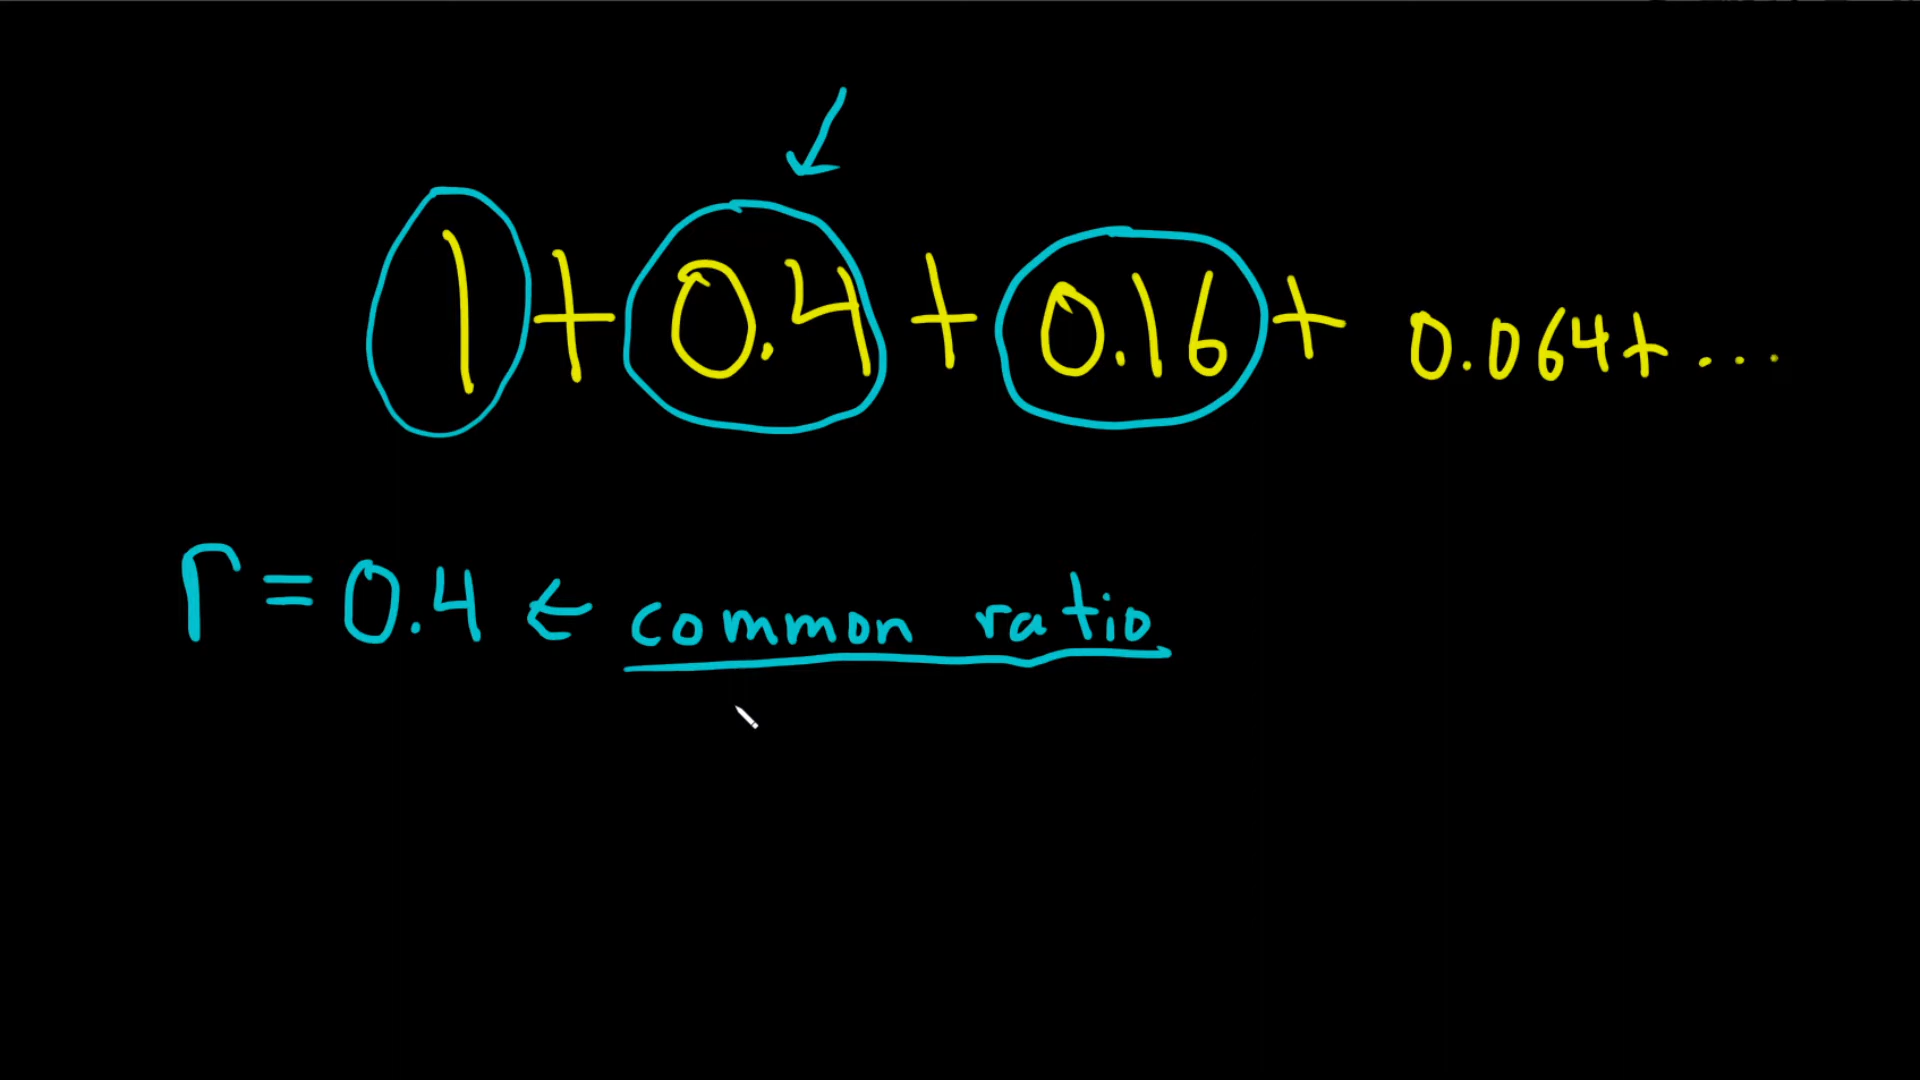 1 + 0.4 + 0.16 + 0.064 + ...
r = 0.4 ← common ratio